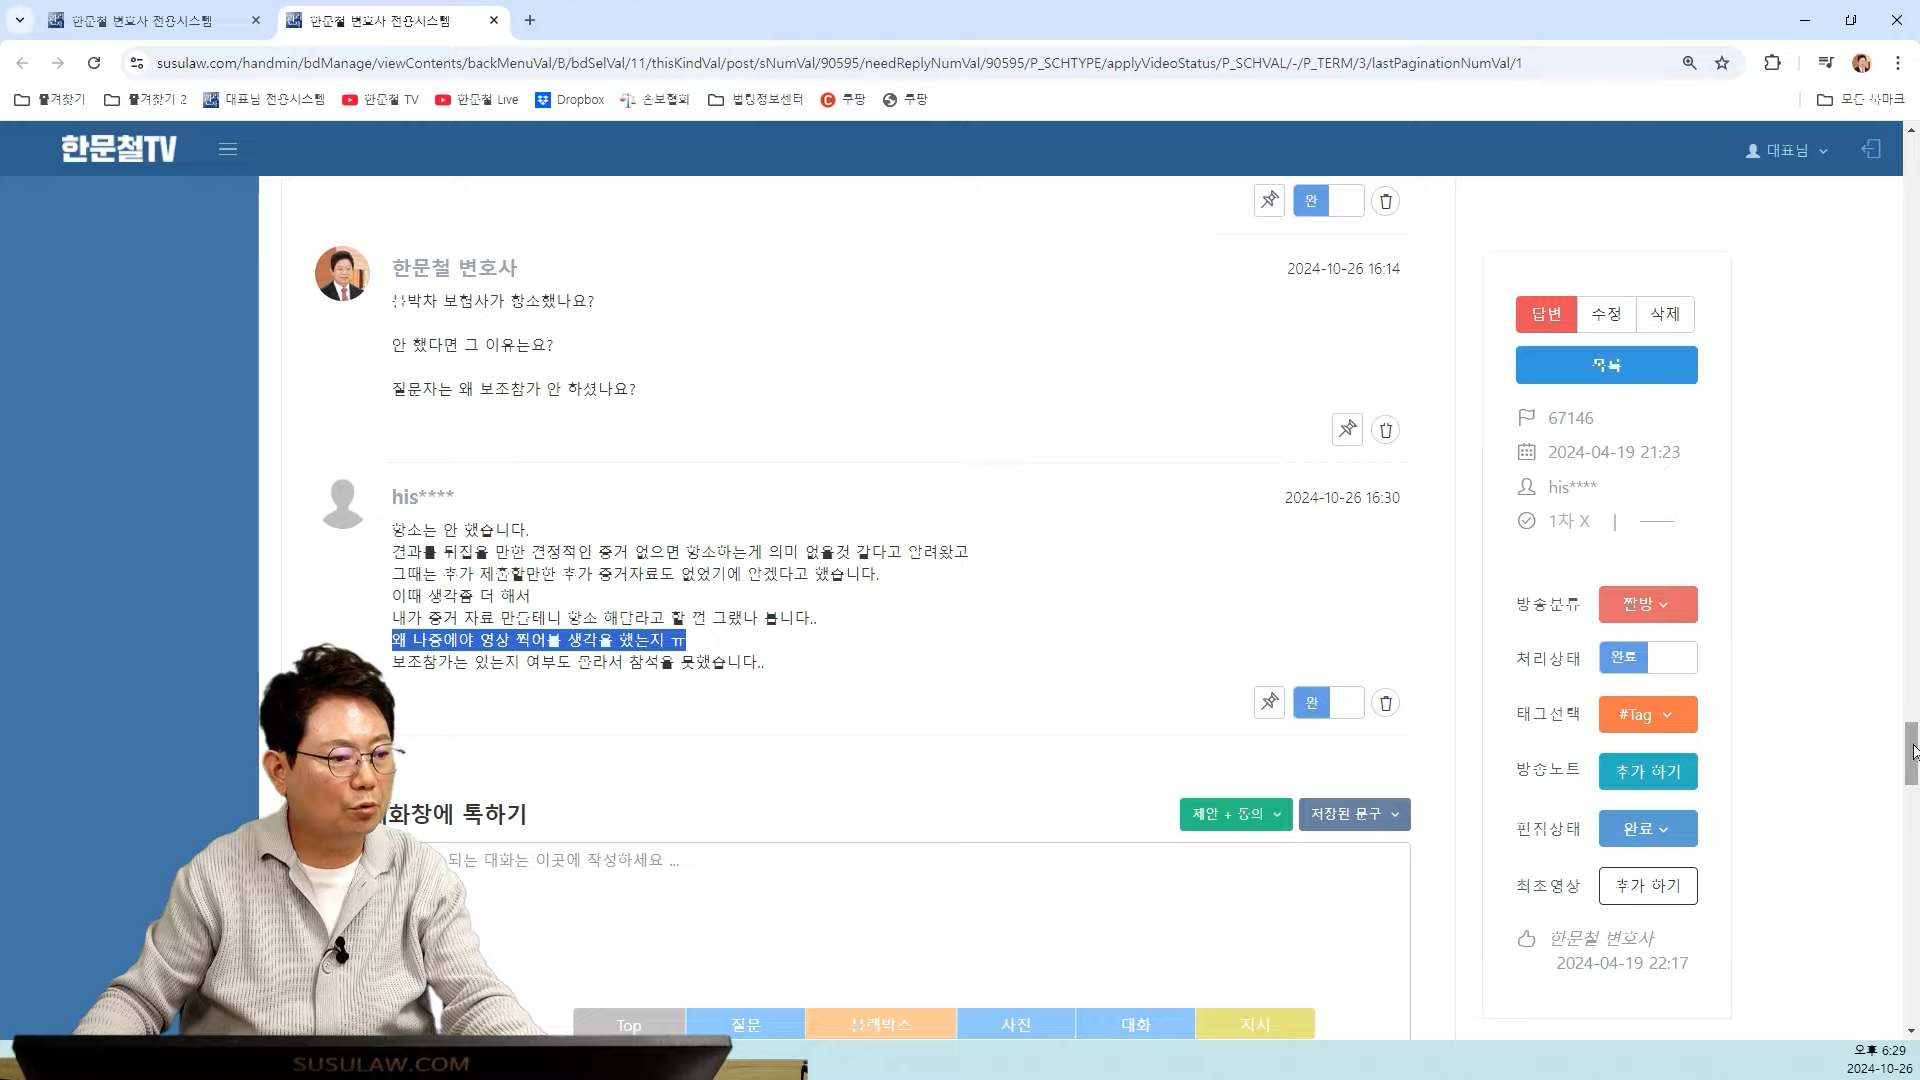 한문철 변호사 전용시스템
한문철 변호사 전용시스템
susulaw.com/handmin/bdManage/viewContents/backMenuVal/B/bdSelVal/11/thisKindVal/post/sNumVal/90595/needReplyNumVal/90595/P_SCHTYPE/applyVideoStatus/P_SCHVAL/-/P_TERM/3/lastPaginationNumVal/1
즐겨찾기
즐겨찾기 2
대표님 전용시스템
한문철 TV
한문철 Live
Dropbox
손보협회
법률정보센터
쿠팡
쿠팡
모든 북마크
한문철TV
대표님
완
한문철 변호사
2024-10-26 16:14
블박차 보험사가 항소했나요?
안 했다면 그 이유는요?
질문자는 왜 보조참가 안 하셨나요?
his****
2024-10-26 16:30
항소는 안 했습니다.
결과를 뒤집을 만한 결정적인 증거 없으면 항소하는게 의미 없을것 같다고 알려왔고
그때는 추가 제출할만한 추가 증거자료도 없었기에 알겠다고 했습니다.
이때 생각좀 더 해서
내가 증거 자료 만들테니 항소 해달라고 할 껄 그랬나 봅니다..
왜 나중에야 영상 찍어볼 생각을 했는지 ㅠ
보조참가는 있는지 여부도 몰라서 참석을 못했습니다..
완
화창에 톡하기
제안 + 동의
저장된 문구
되는 대화는 이곳에 작성하세요 ...
Top
질문
블랙박스
사진
대화
지시
답변
수정
삭제
목록
67146
2024-04-19 21:23
his****
1차 X |
방송분류
짤방
처리상태
완료
태그선택
#Tag
방송노트
추가 하기
편집상태
완료
최초영상
추가 하기
한문철 변호사
2024-04-19 22:17
SUSULAW.COM
오후 6:29
2024-10-26